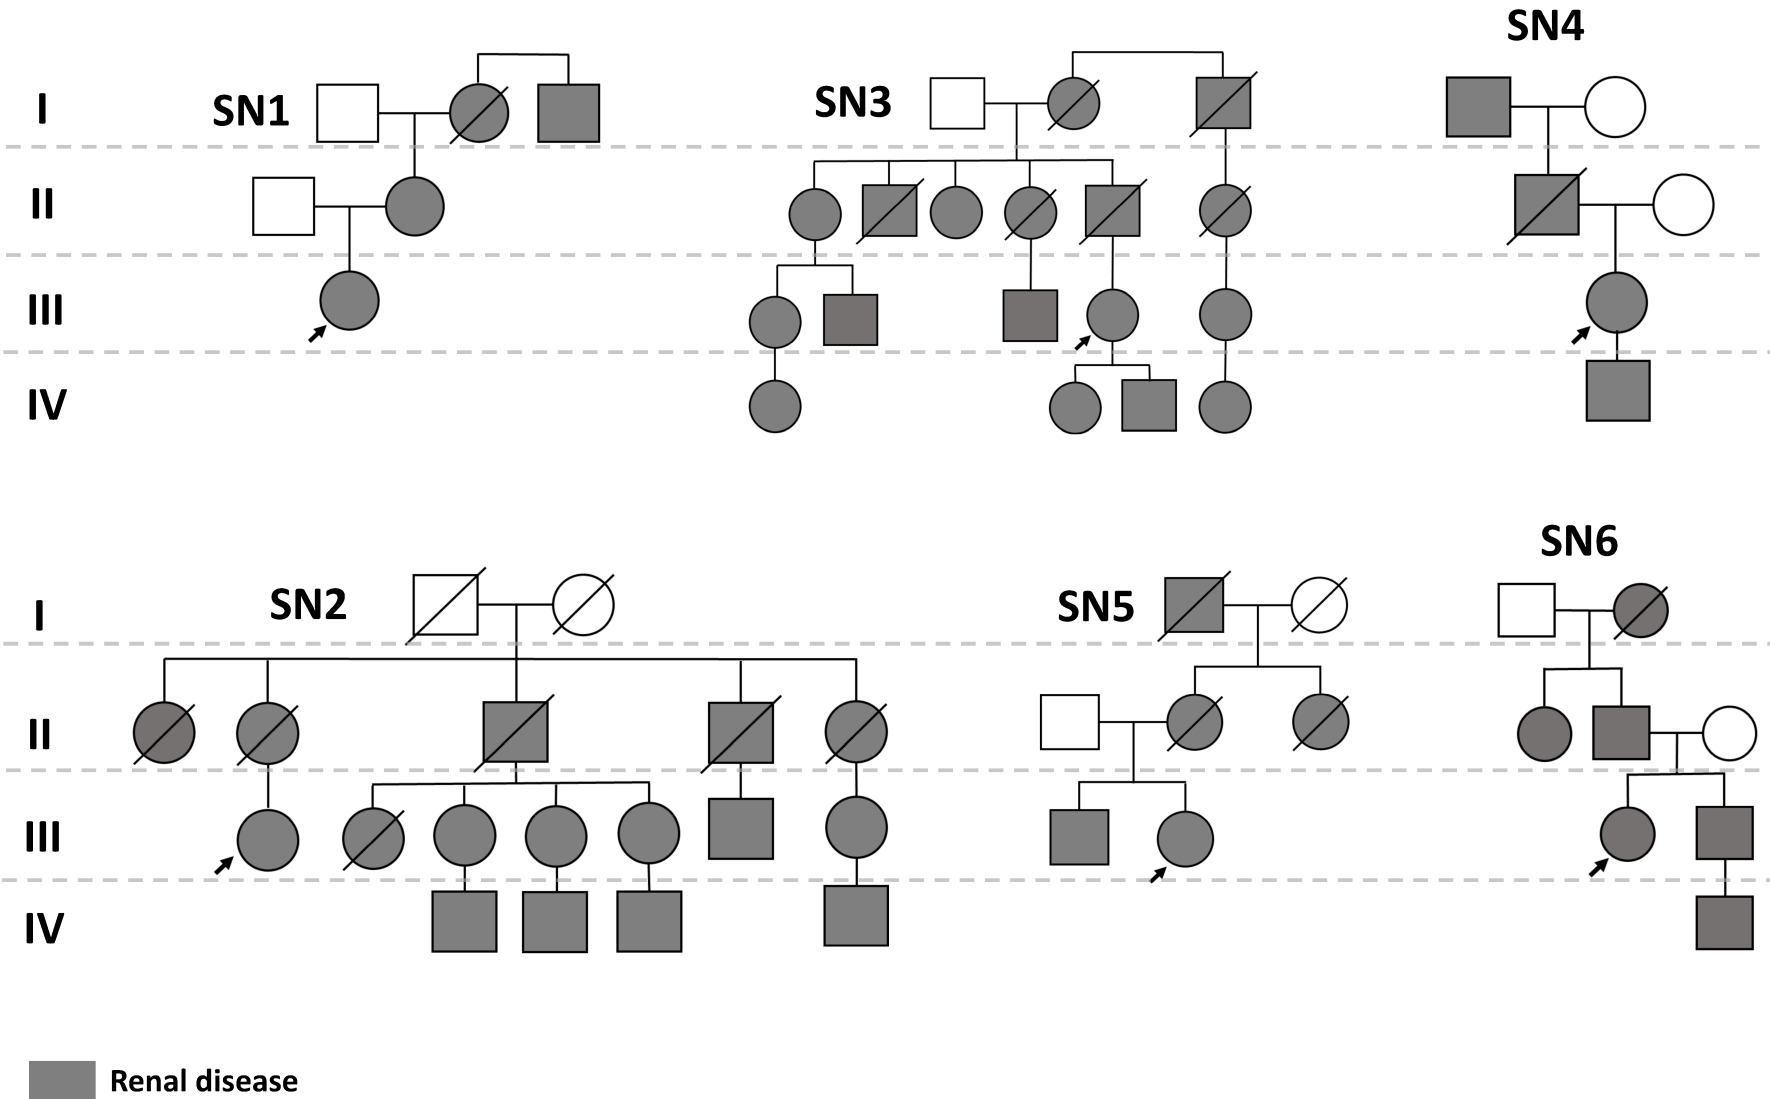 SN4
I
SN1
SN3
II
III
IV
SN6
I
SN2
SN5
II
III
IV
Renal disease